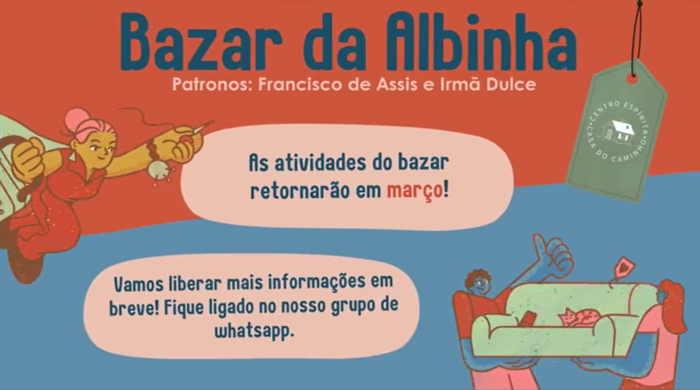 Bazar da Albinha
Patronos: Francisco de Assis e Irmã Dulce
CENTRO ESPÍRITA
CASA DO CAMINHO
As atividades do bazar
retornarão em março!
Vamos liberar mais informações em
breve! Fique ligado no nosso grupo de
whatsapp.